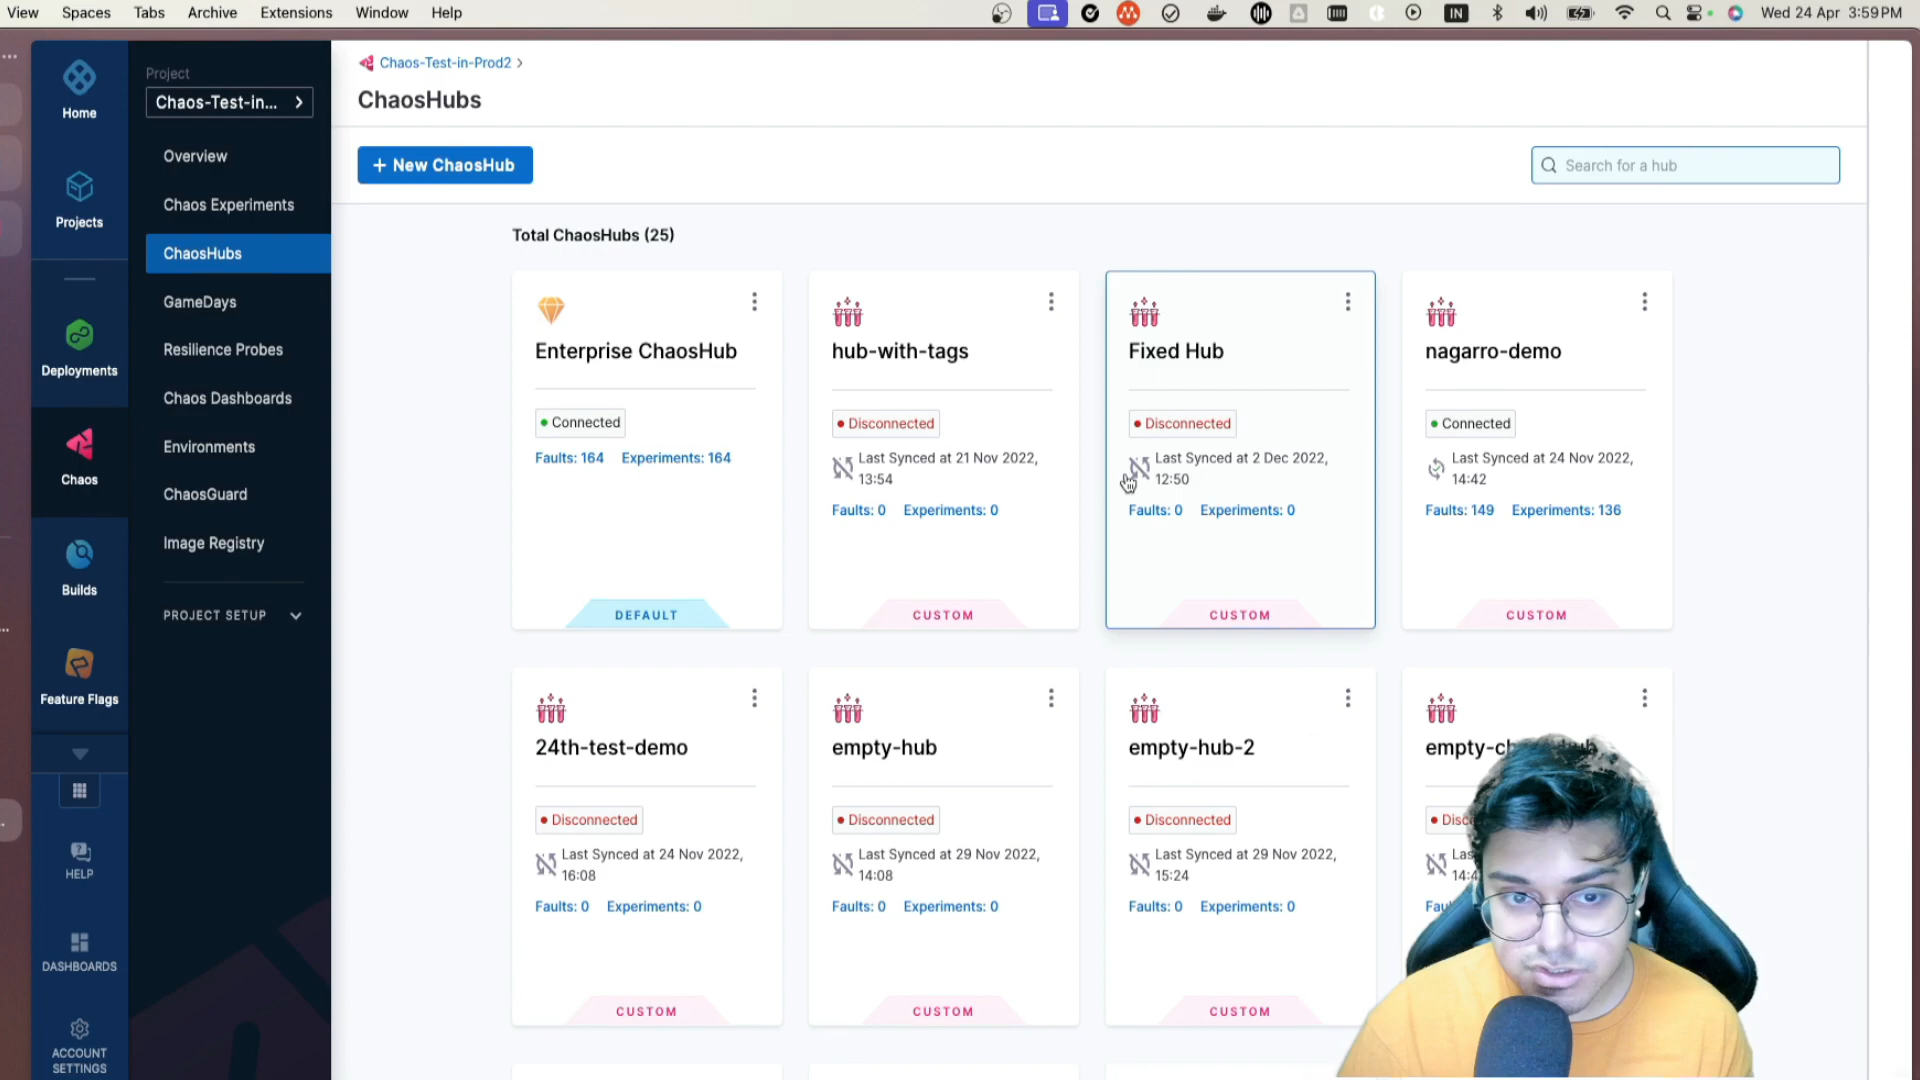 View Spaces Tabs Archive Extensions Window Help
IN
Wed 24 Apr 3:59 PM
Home
Projects
Deployments
Chaos
Builds
Feature Flags
HELP
DASHBOARDS
ACCOUNT
SETTINGS
Project
Chaos-Test-in...
Overview
Chaos Experiments
ChaosHubs
GameDays
Resilience Probes
Chaos Dashboards
Environments
ChaosGuard
Image Registry
PROJECT SETUP
Chaos-Test-in-Prod2
ChaosHubs
+ New ChaosHub
Search for a hub
Total ChaosHubs (25)
Enterprise ChaosHub
Connected
Faults: 164 Experiments: 164
DEFAULT
hub-with-tags
Disconnected
Last Synced at 21 Nov 2022,
13:54
Faults: 0 Experiments: 0
CUSTOM
Fixed Hub
Disconnected
Last Synced at 2 Dec 2022,
12:50
Faults: 0 Experiments: 0
CUSTOM
nagarro-demo
Connected
Last Synced at 24 Nov 2022,
14:42
Faults: 149 Experiments: 136
CUSTOM
24th-test-demo
Disconnected
Last Synced at 24 Nov 2022,
16:08
Faults: 0 Experiments: 0
CUSTOM
empty-hub
Disconnected
Last Synced at 29 Nov 2022,
14:08
Faults: 0 Experiments: 0
CUSTOM
empty-hub-2
Disconnected
Last Synced at 29 Nov 2022,
15:24
Faults: 0 Experiments: 0
CUSTOM